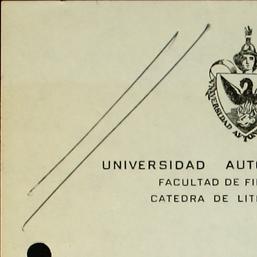 UNIVERSIDAD AUT
FACULTAD DE FI
CATEDRA DE LIT